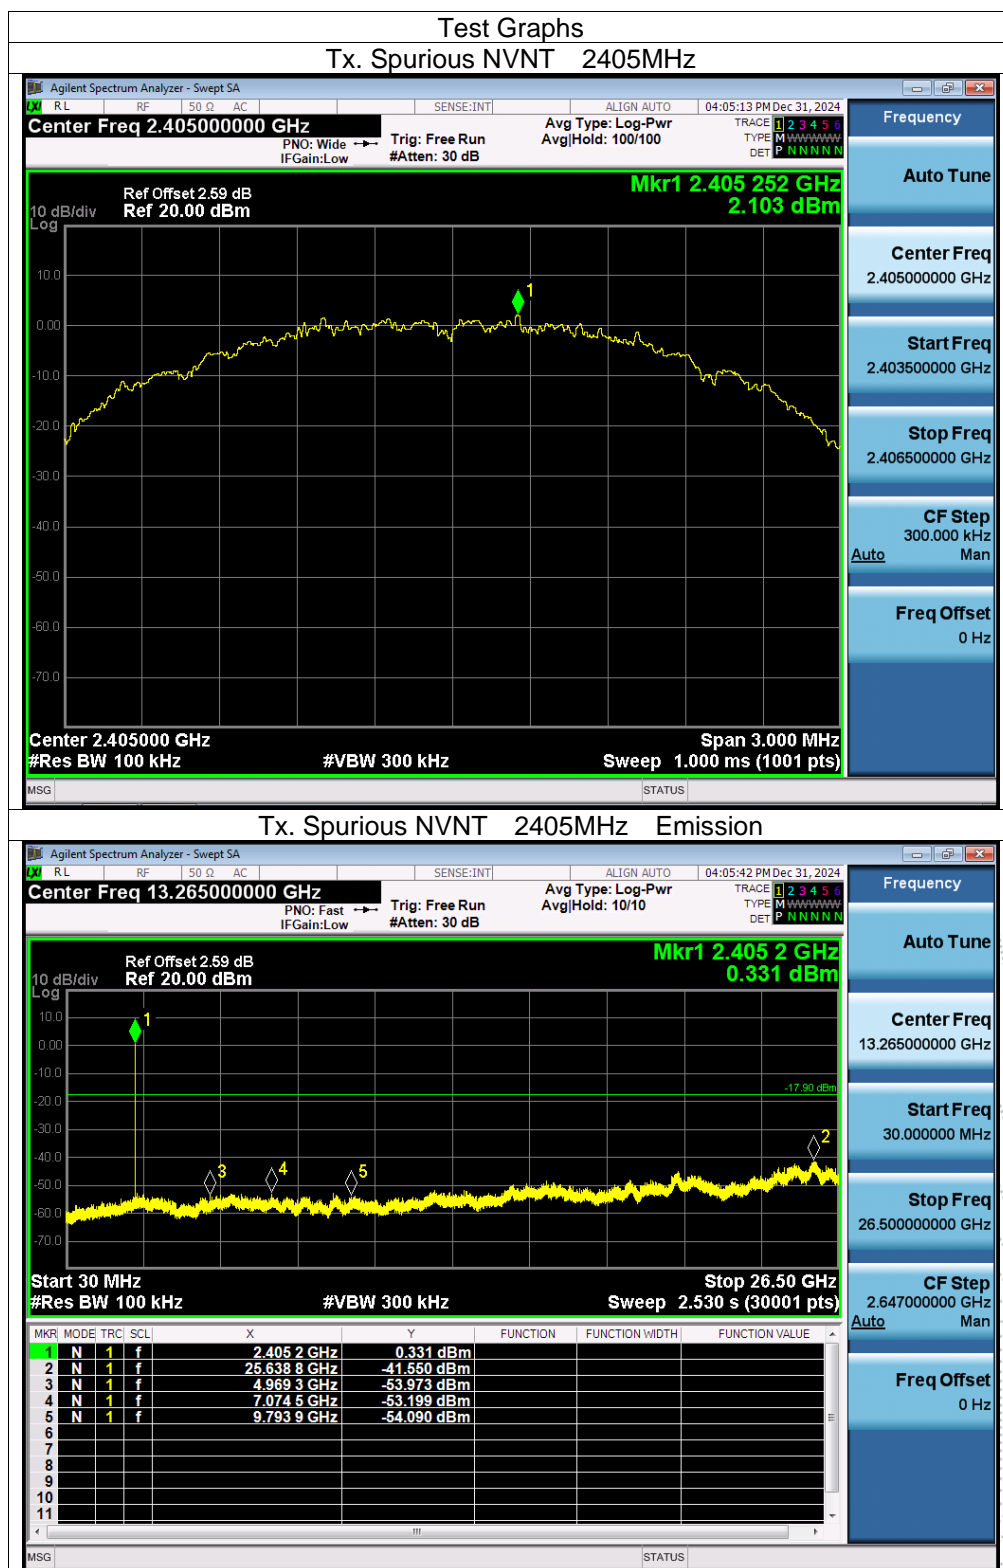 Test Graphs
Tx. Spurious NVNT 2405MHz
Agilent Spectrum Analyzer - Swept SA
LXI RL RF 50 Ω AC SENSE:INT ALIGN AUTO 04:05:13 PM Dec 31, 2024
Center Freq 2.405000000 GHz
PNO: Wide
IFGain:Low
Trig: Free Run
#Atten: 30 dB
Avg Type: Log-Pwr
Avg|Hold: 100/100
TRACE 1 2 3 4 5 6
TYPE M W W W W W
DET P N N N N N
Mkr1 2.405 252 GHz
2.103 dBm
Ref Offset 2.59 dB
10 dB/div Ref 20.00 dBm
Log
10.0
0.00
-10.0
-20.0
-30.0
-40.0
-50.0
-60.0
-70.0
1
Center 2.405000 GHz Span 3.000 MHz
#Res BW 100 kHz #VBW 300 kHz Sweep 1.000 ms (1001 pts)
MSG STATUS
Frequency
Auto Tune
Center Freq
2.405000000 GHz
Start Freq
2.403500000 GHz
Stop Freq
2.406500000 GHz
CF Step
300.000 kHz
Auto Man
Freq Offset
0 Hz
Tx. Spurious NVNT 2405MHz Emission
Agilent Spectrum Analyzer - Swept SA
LXI RL RF 50 Ω AC SENSE:INT ALIGN AUTO 04:05:42 PM Dec 31, 2024
Center Freq 13.265000000 GHz
PNO: Fast
IFGain:Low
Trig: Free Run
#Atten: 30 dB
Avg Type: Log-Pwr
Avg|Hold: 10/10
TRACE 1 2 3 4 5 6
TYPE M W W W W W
DET P N N N N N
Mkr1 2.405 2 GHz
0.331 dBm
Ref Offset 2.59 dB
10 dB/div Ref 20.00 dBm
Log
10.0
0.00
-10.0
-20.0
-30.0
-40.0
-50.0
-60.0
-70.0
1
-17.90 dBm
2
3
4
5
Start 30 MHz Stop 26.50 GHz
#Res BW 100 kHz #VBW 300 kHz Sweep 2.530 s (30001 pts)
MKR MODE TRC SCL X Y FUNCTION FUNCTION WIDTH FUNCTION VALUE
1 N 1 f 2.405 2 GHz 0.331 dBm
2 N 1 f 25.638 8 GHz -41.550 dBm
3 N 1 f 4.969 3 GHz -53.973 dBm
4 N 1 f 7.074 5 GHz -53.199 dBm
5 N 1 f 9.793 9 GHz -54.090 dBm
6
7
8
9
10
11
MSG STATUS
Frequency
Auto Tune
Center Freq
13.265000000 GHz
Start Freq
30.000000 MHz
Stop Freq
26.500000000 GHz
CF Step
2.647000000 GHz
Auto Man
Freq Offset
0 Hz